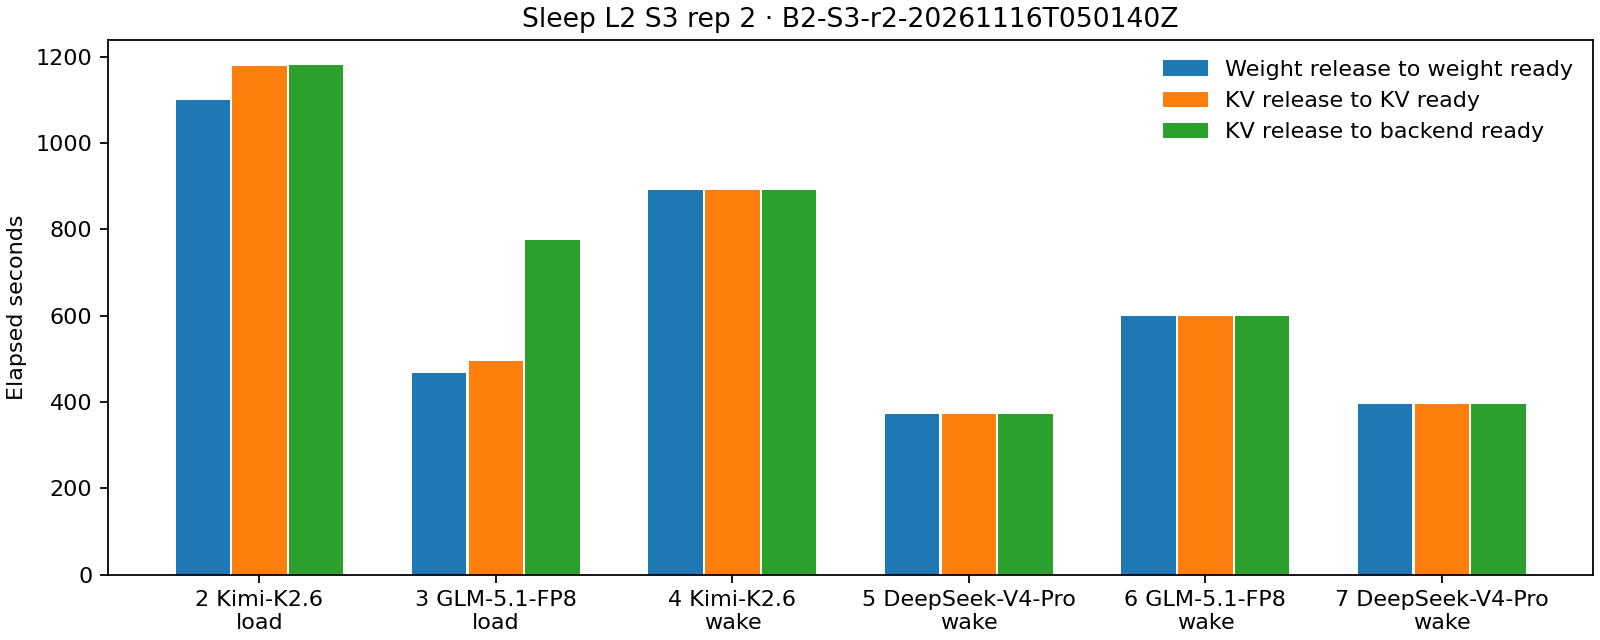 Sleep L2 S3 rep 2 · B2-S3-r2-20261116T050140Z
Weight release to weight ready
KV release to KV ready
KV release to backend ready
Elapsed seconds
1200
1000
800
600
400
200
0
2 Kimi-K2.6
load
3 GLM-5.1-FP8
load
4 Kimi-K2.6
wake
5 DeepSeek-V4-Pro
wake
6 GLM-5.1-FP8
wake
7 DeepSeek-V4-Pro
wake